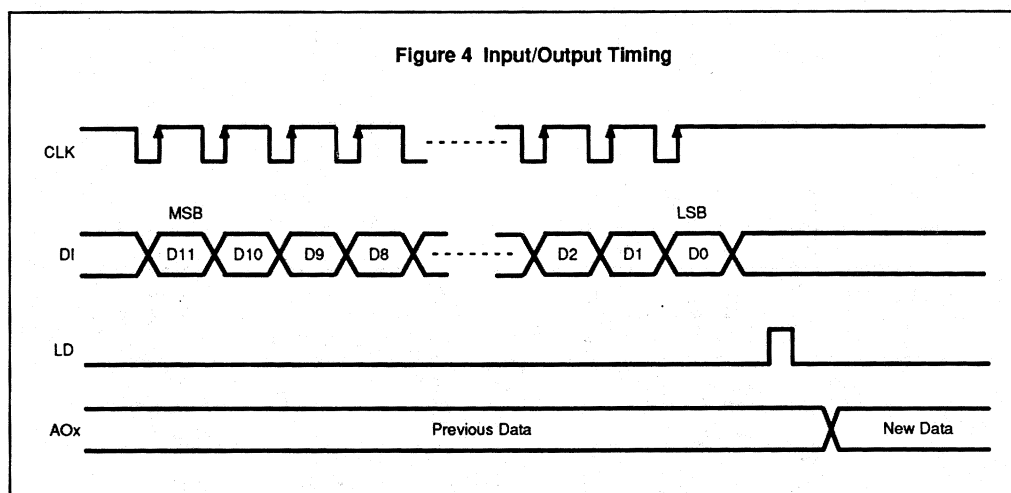 Figure 4 Input/Output Timing
CLK
MSB LSB
DI D11 D10 D9 D8 D2 D1 D0
LD
AOx Previous Data New Data